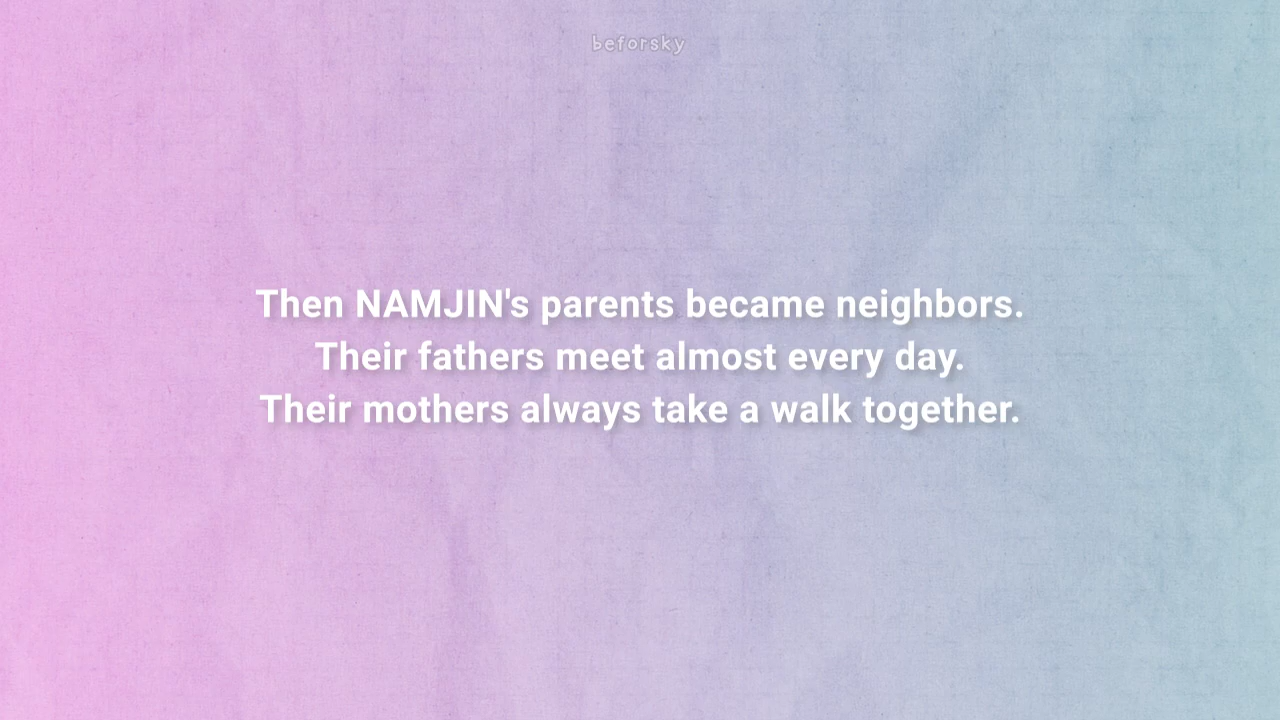 beforsky
Then NAMJIN's parents became neighbors.
Their fathers meet almost every day.
Their mothers always take a walk together.